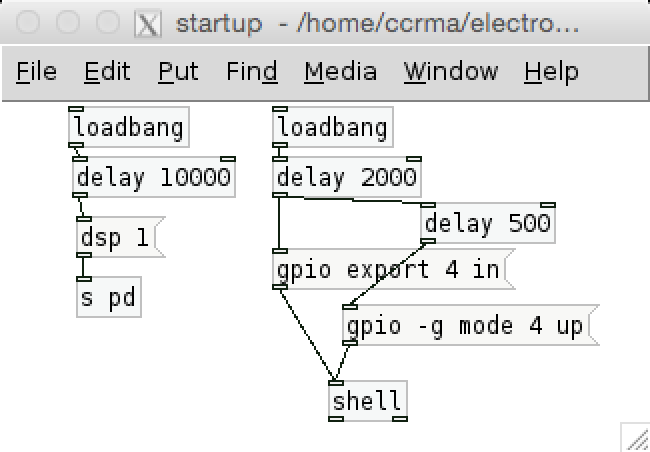 startup - /home/ccrma/electro...
File Edit Put Find Media Window Help
loadbang
delay 10000
dsp 1
s pd
loadbang
delay 2000
delay 500
gpio export 4 in
gpio -g mode 4 up
shell